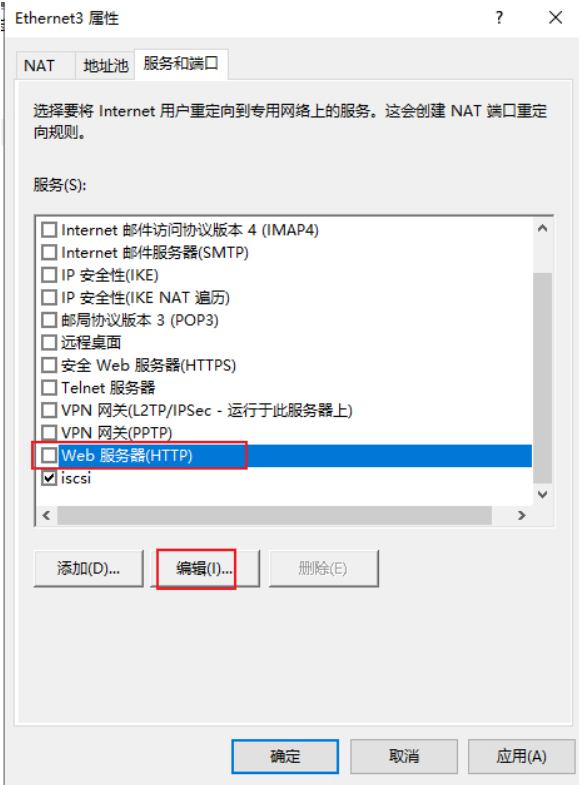 Ethernet3 属性
NAT 地址池 服务和端口
选择要将 Internet 用户重定向到专用网络上的服务。这会创建 NAT 端口重定
向规则。
服务(S):
Internet 邮件访问协议版本 4 (IMAP4)
Internet 邮件服务器(SMTP)
IP 安全性(IKE)
IP 安全性(IKE NAT 遍历)
邮局协议版本 3 (POP3)
远程桌面
安全 Web 服务器(HTTPS)
Telnet 服务器
VPN 网关(L2TP/IPSec - 运行于此服务器上)
VPN 网关(PPTP)
Web 服务器(HTTP)
iscsi
添加(D)... 编辑(I)... 删除(E)
确定 取消 应用(A)